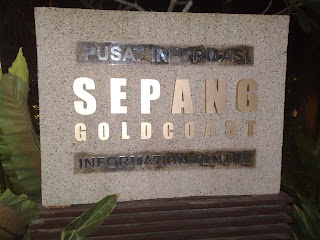 PUSAT INFORMASI
SEPANG
GOLDCOAST
INFORMATION CENTRE